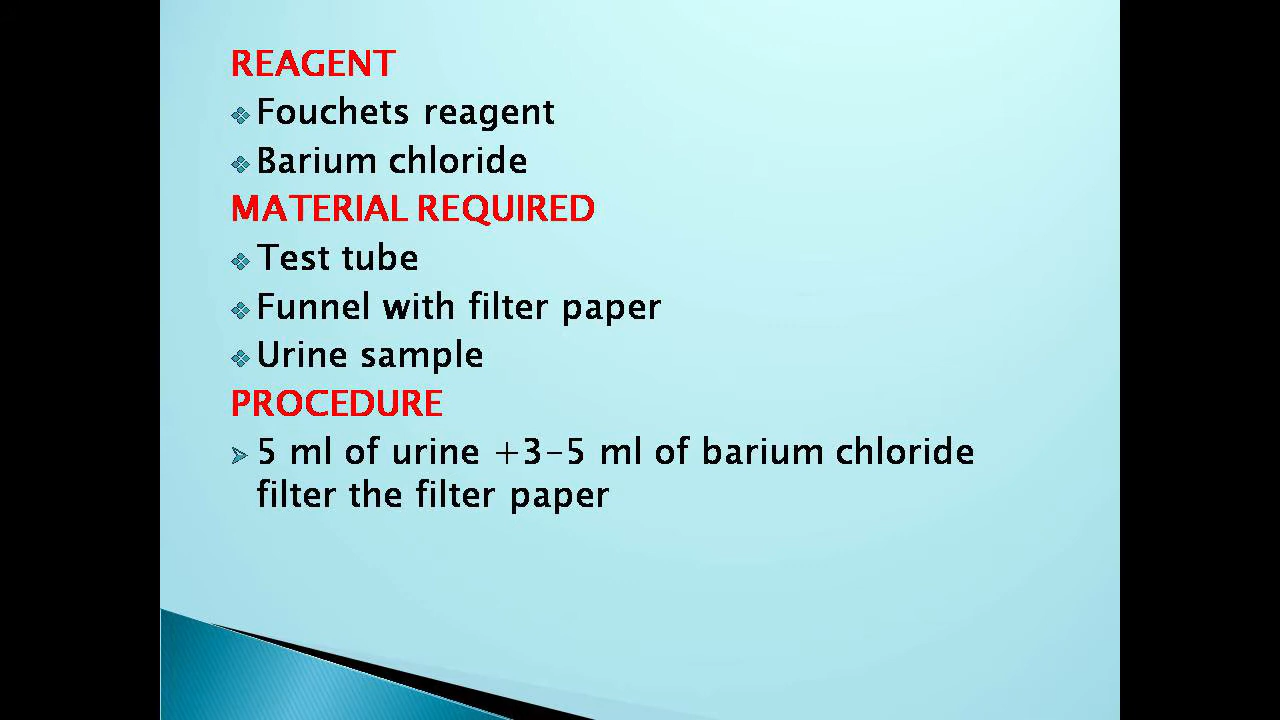 REAGENT
Fouchets reagent
Barium chloride
MATERIAL REQUIRED
Test tube
Funnel with filter paper
Urine sample
PROCEDURE
5 ml of urine +3-5 ml of barium chloride
filter the filter paper